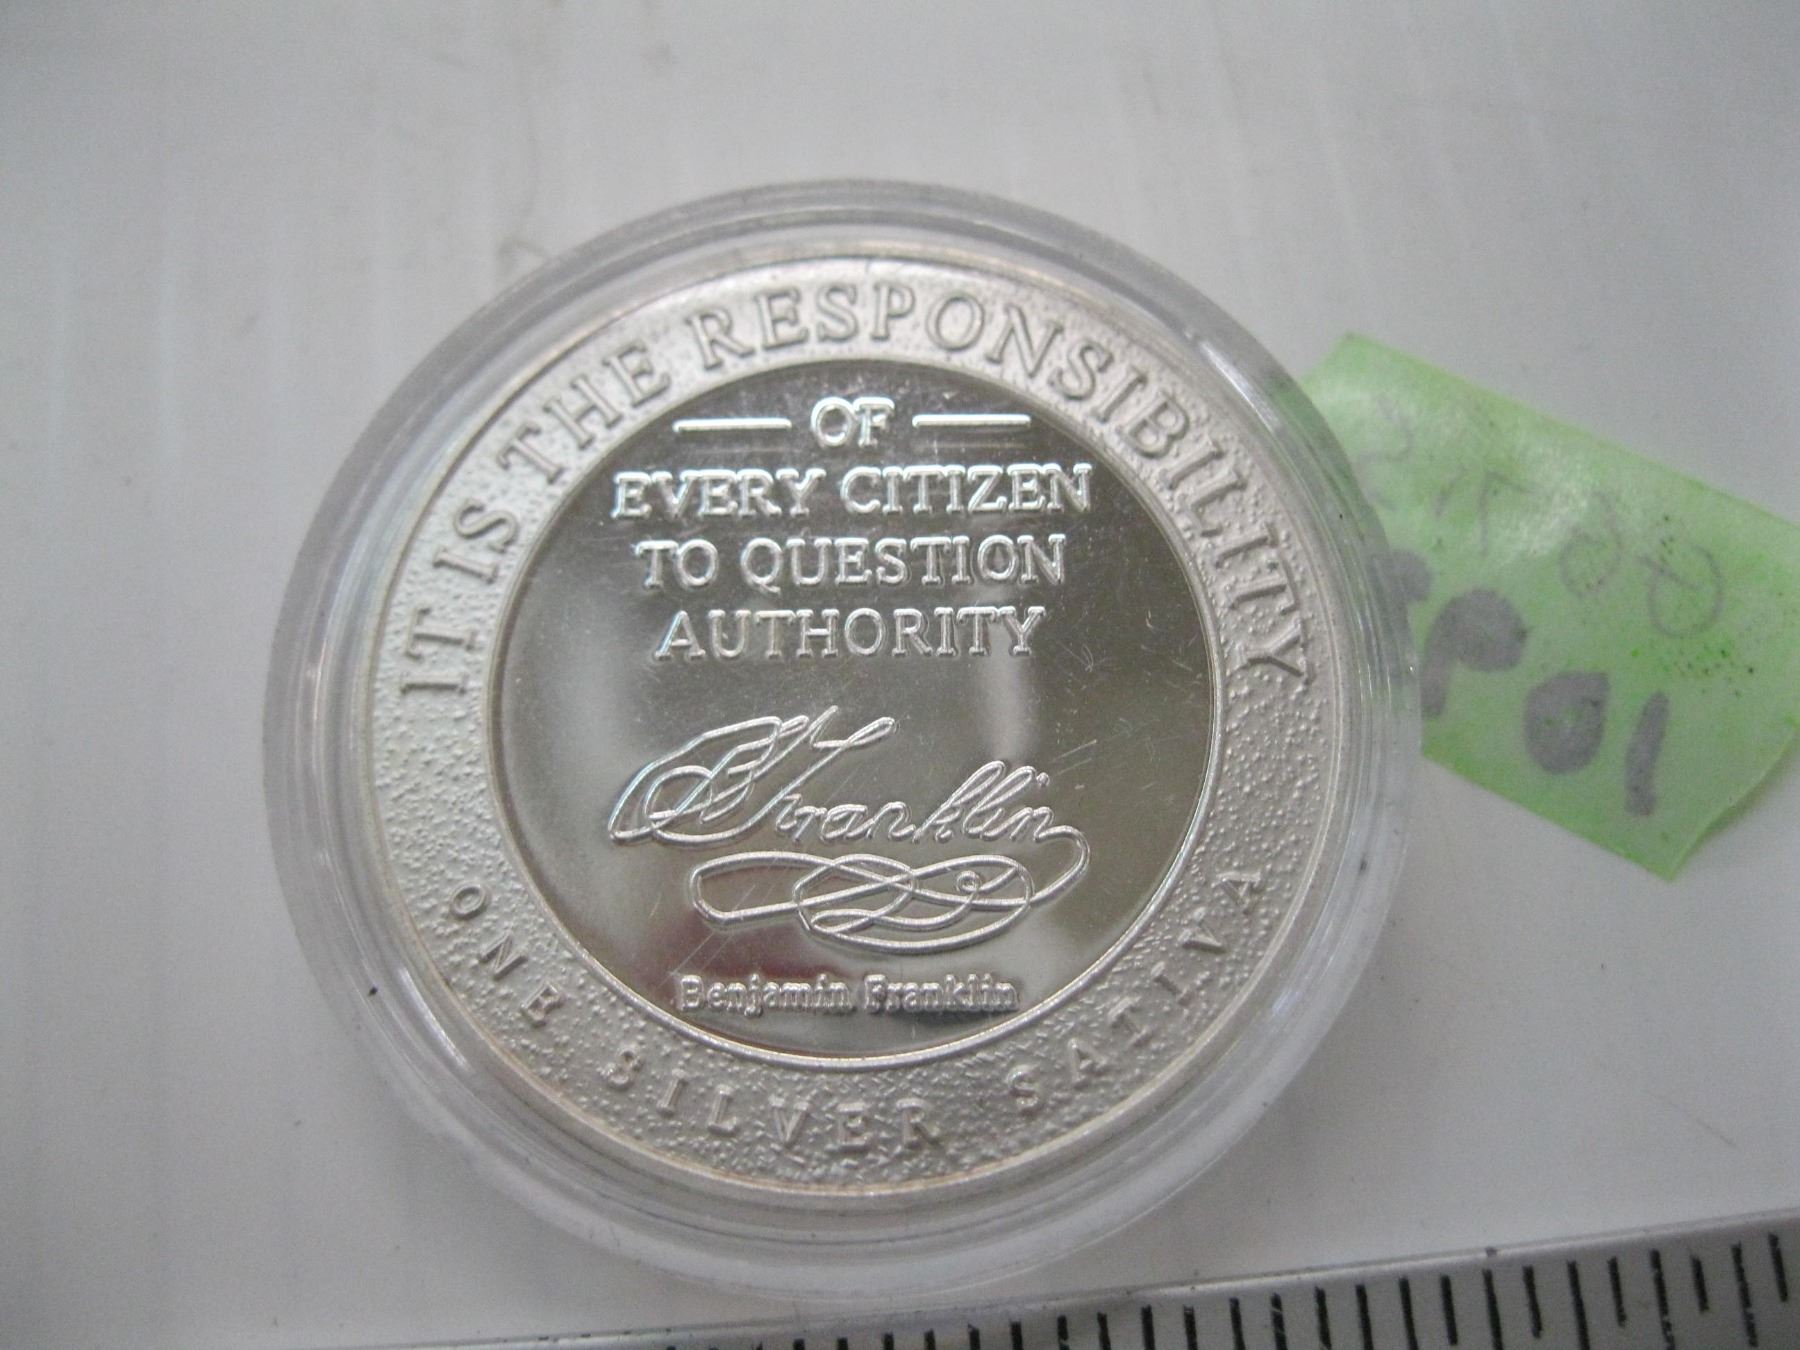 IT IS THE RESPONSIBILITY
OF
EVERY CITIZEN
TO QUESTION
AUTHORITY
B Franklin
Benjamin Franklin
ONE SILVER SATIVA